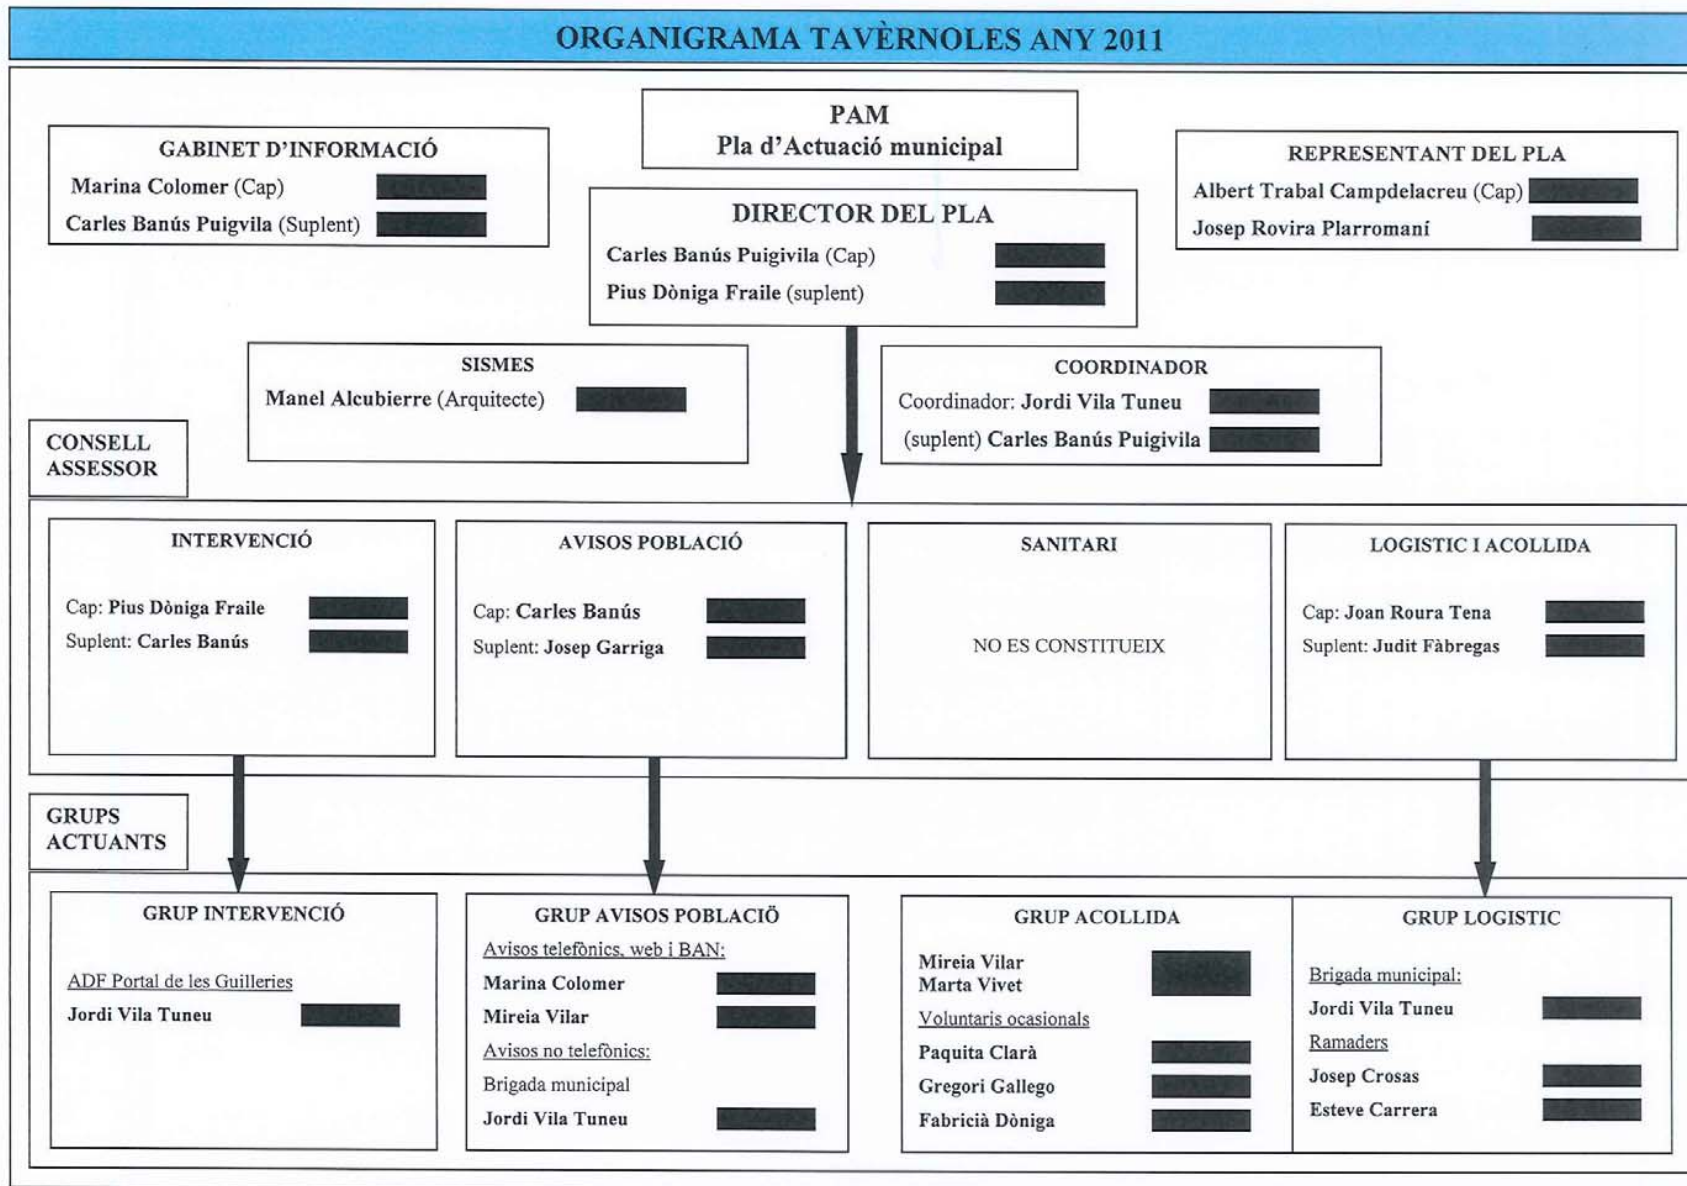 ORGANIGRAMA TAVÈRNOLES ANY 2011
PAM
Pla d'Actuació municipal
GABINET D'INFORMACIÓ
Marina Colomer (Cap)
Carles Banús Puigvila (Suplent)
REPRESENTANT DEL PLA
Albert Trabal Campdelacreu (Cap)
Josep Rovira Plarromaní
DIRECTOR DEL PLA
Carles Banús Puigivila (Cap)
Pius Dòniga Fraile (suplent)
SISMES
Manel Alcubierre (Arquitecte)
COORDINADOR
Coordinador: Jordi Vila Tuneu
(suplent) Carles Banús Puigivila
CONSELL
ASSESSOR
INTERVENCIÓ
Cap: Pius Dòniga Fraile
Suplent: Carles Banús
AVISOS POBLACIÓ
Cap: Carles Banús
Suplent: Josep Garriga
SANITARI
NO ES CONSTITUEIX
LOGISTIC I ACOLLIDA
Cap: Joan Roura Tena
Suplent: Judit Fàbregas
GRUPS
ACTUANTS
GRUP INTERVENCIÓ
ADF Portal de les Guilleries
Jordi Vila Tuneu
GRUP AVISOS POBLACIÖ
Avisos telefònics, web i BAN:
Marina Colomer
Mireia Vilar
Avisos no telefònics:
Brigada municipal
Jordi Vila Tuneu
GRUP ACOLLIDA
Mireia Vilar
Marta Vivet
Voluntaris ocasionals
Paquita Clarà
Gregori Gallego
Fabricià Dòniga
GRUP LOGISTIC
Brigada municipal:
Jordi Vila Tuneu
Ramaders
Josep Crosas
Esteve Carrera